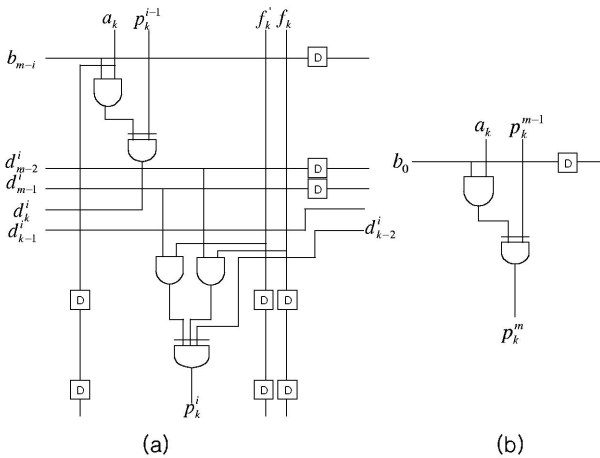 a_k p_k^{i-1} f_k^' f_k
b_{m-i} D
d_{m-2}^i D
d_{m-1}^i D
d_k^i
d_{k-1}^i d_{k-2}^i
D D D
D D D
p_k^i
(a)
a_k p_k^{m-1}
b_0 D
p_k^m
(b)